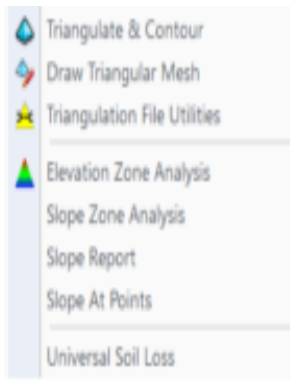 Triangulate & Contour
Draw Triangular Mesh
Triangulation File Utilities
Elevation Zone Analysis
Slope Zone Analysis
Slope Report
Slope At Points
Universal Soil Loss